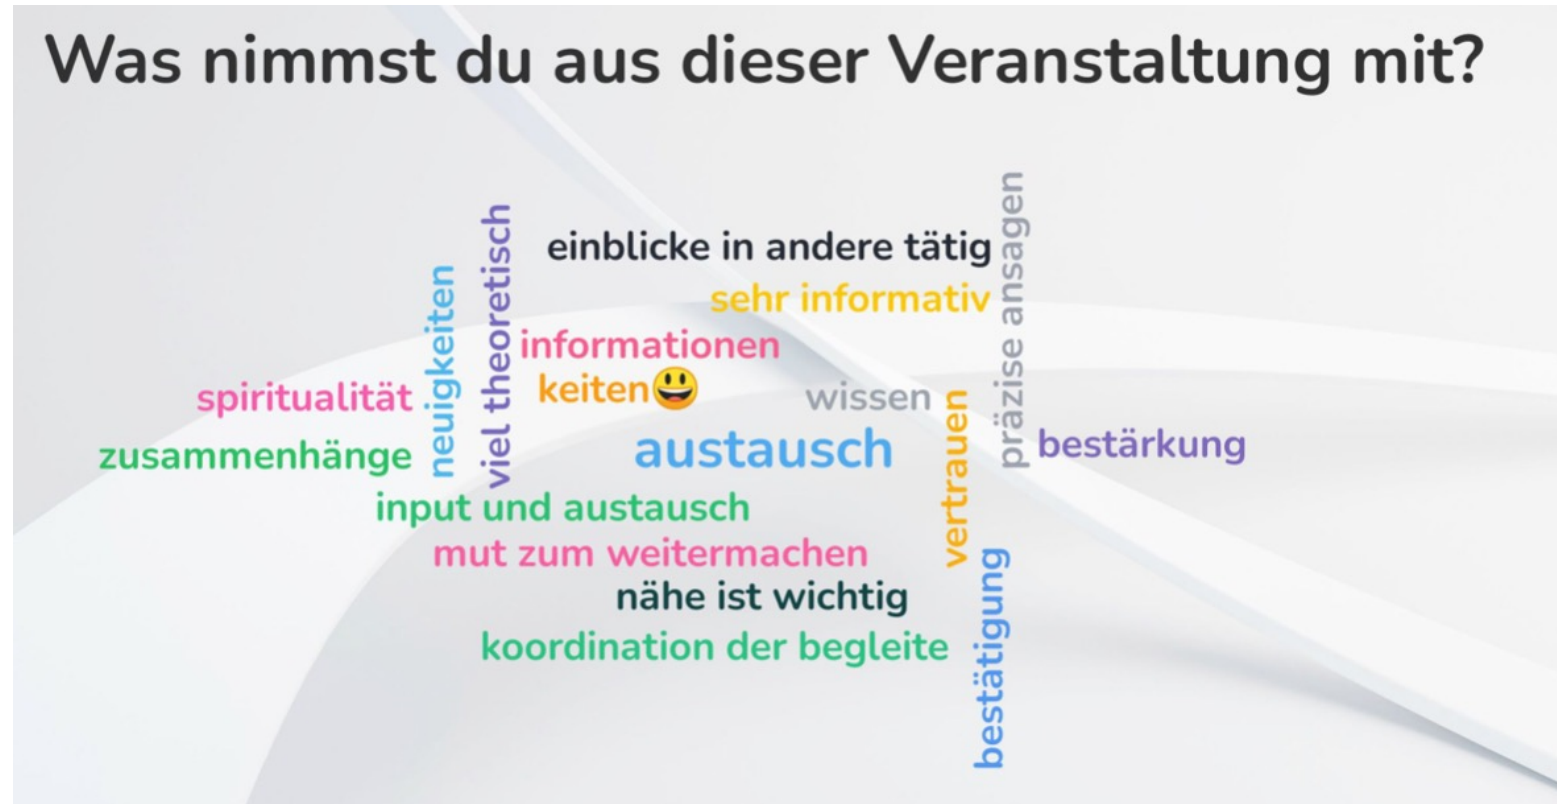 Was nimmst du aus dieser Veranstaltung mit?
einblicke in andere tätig
sehr informativ
präzise ansagen
viel theoretisch
neuigkeiten
informationen
keiten😃
spiritualität
wissen
zusammenhänge
austausch
vertrauen
bestärkung
input und austausch
mut zum weitermachen
nähe ist wichtig
koordination der begleite
bestätigung